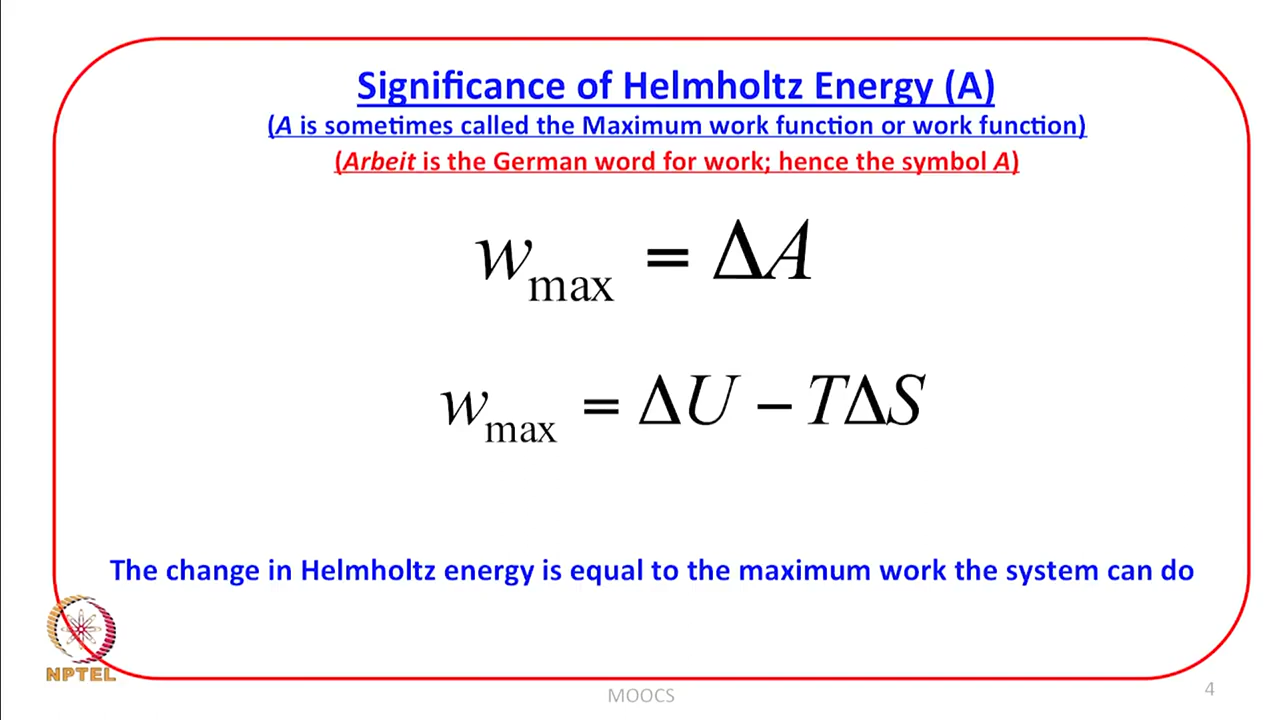 Significance of Helmholtz Energy (A)
(A is sometimes called the Maximum work function or work function)
(Arbeit is the German word for work; hence the symbol A)
w_max = ΔA
w_max = ΔU − TΔS
The change in Helmholtz energy is equal to the maximum work the system can do
NPTEL
MOOCS
4